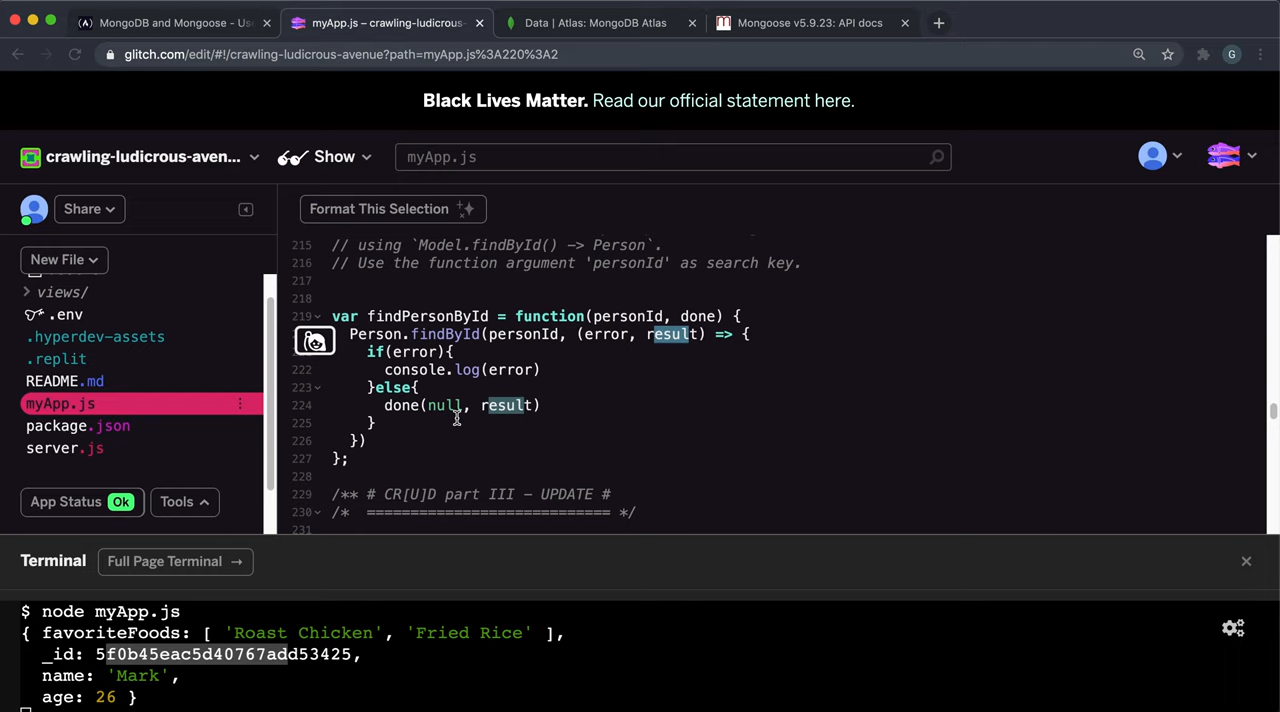 MongoDB and Mongoose - Use
myApp.js – crawling-ludicrous-
Data | Atlas: MongoDB Atlas
Mongoose v5.9.23: API docs
glitch.com/edit/#!/crawling-ludicrous-avenue?path=myApp.js%3A220%3A2
G
Black Lives Matter. Read our official statement here.
crawling-ludicrous-aven...
Show
myApp.js
Share
Format This Selection
New File
views/
.env
.hyperdev-assets
.replit
README.md
myApp.js
package.json
server.js
App Status Ok
Tools
215 // using `Model.findById() -> Person`.
216 // Use the function argument 'personId' as search key.
217
218
219 var findPersonById = function(personId, done) {
Person.findById(personId, (error, result) => {
if(error){
222 console.log(error)
223 }else{
224 done(null, result)
225 }
226 })
227 };
228
229 /** # CR[U]D part III - UPDATE #
230 /* =========================== */
231
Terminal
Full Page Terminal →
$ node myApp.js
{ favoriteFoods: [ 'Roast Chicken', 'Fried Rice' ],
_id: 5f0b45eac5d40767add53425,
name: 'Mark',
age: 26 }